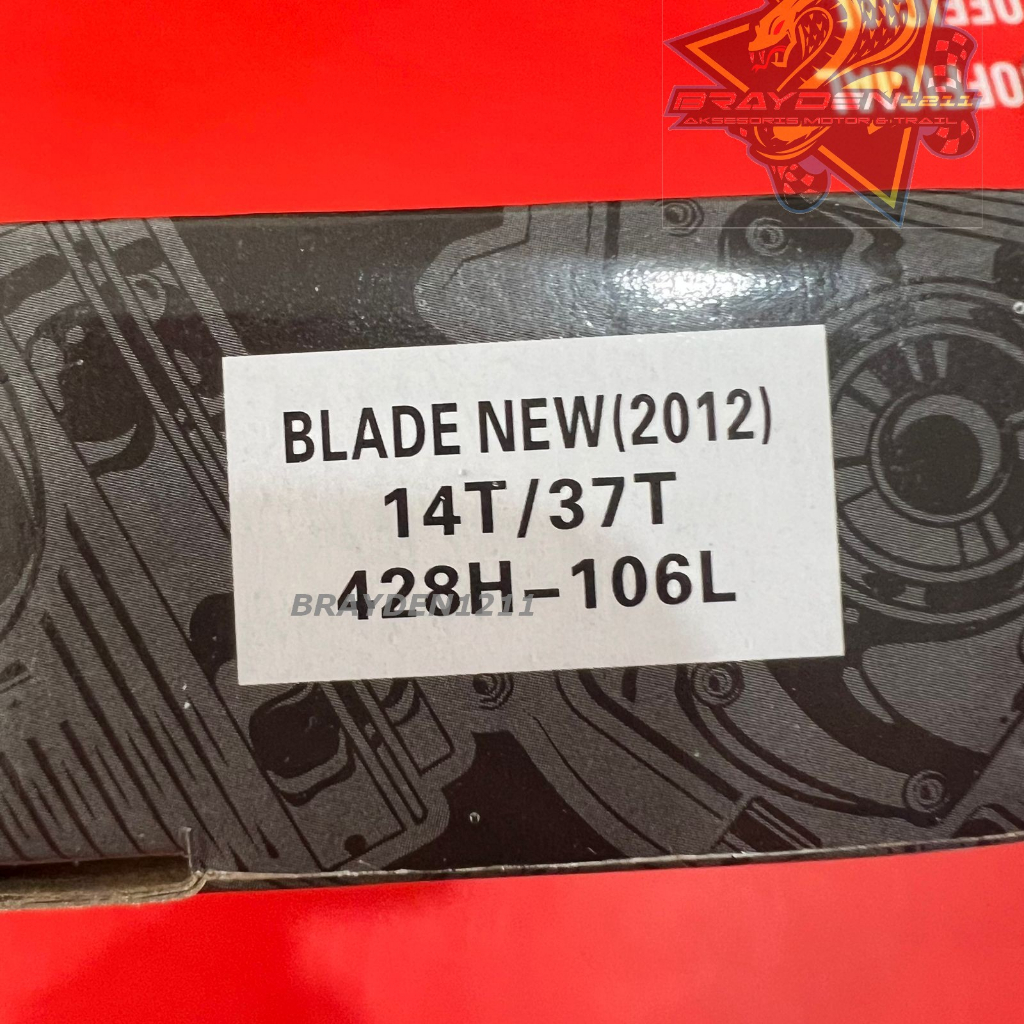 BRAYDEN1211
AKSESORIS MOTOR & TRAIL
BLADE NEW(2012)
14T/37T
428H-106L
BRAYDEN1211